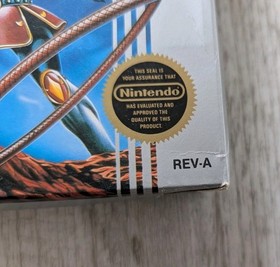 THIS SEAL IS
YOUR ASSURANCE THAT
Nintendo
HAS EVALUATED AND
APPROVED THE
QUALITY OF THIS
PRODUCT.
REV-A